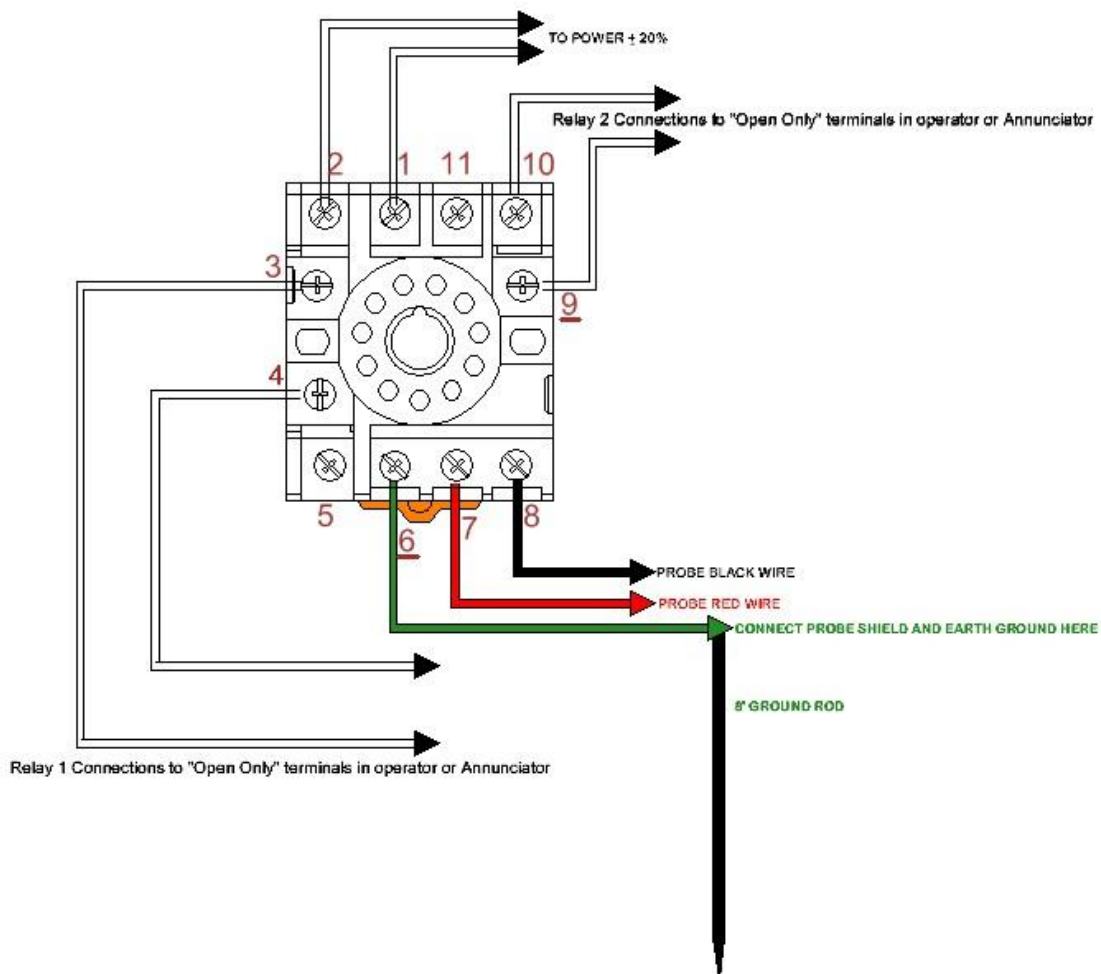 TO POWER ± 20%
Relay 2 Connections to "Open Only" terminals in operator or Annunciator
2 1 11 10
3
9
4
5
6
7
8
PROBE BLACK WIRE
PROBE RED WIRE
CONNECT PROBE SHIELD AND EARTH GROUND HERE
8' GROUND ROD
Relay 1 Connections to "Open Only" terminals in operator or Annunciator